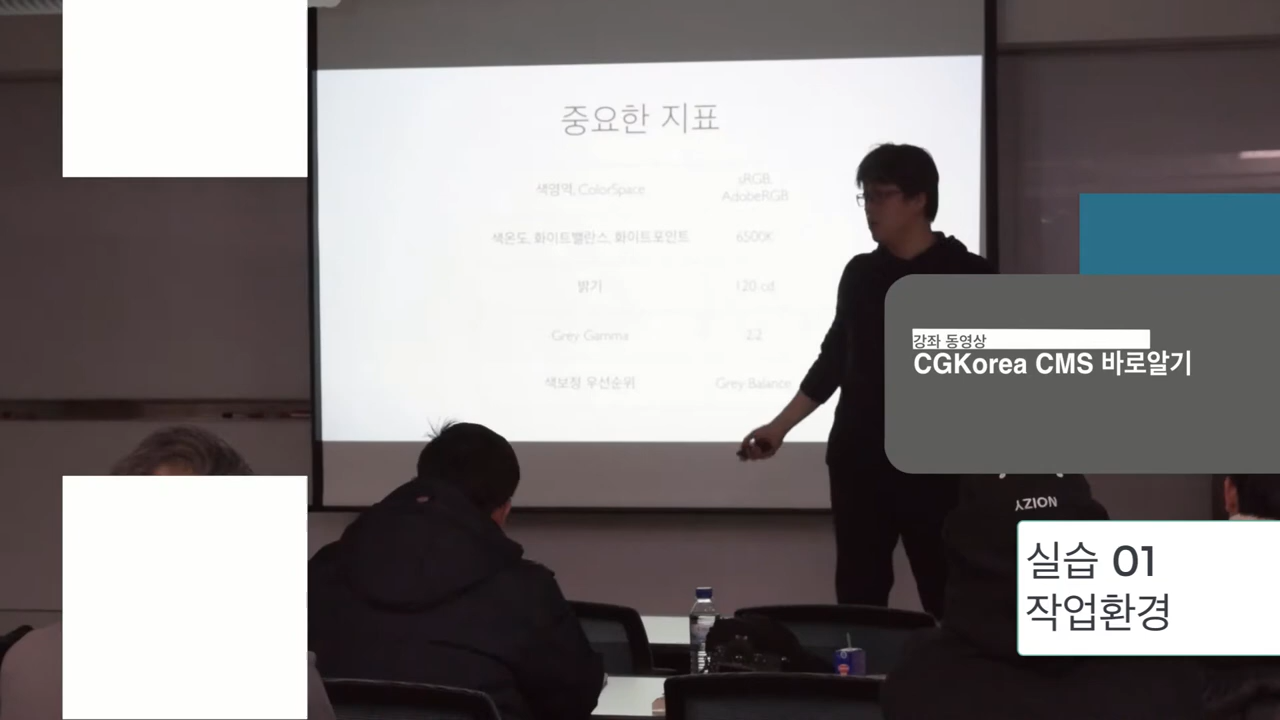 중요한 지표
색영역, ColorSpace
sRGB,
AdobeRGB
색온도, 화이트밸런스, 화이트포인트
6500K
밝기
120 cd
Grey Gamma
2.2
색보정 우선순위
Grey Balance
강좌 동영상
CGKorea CMS 바로알기
실습 01
작업환경